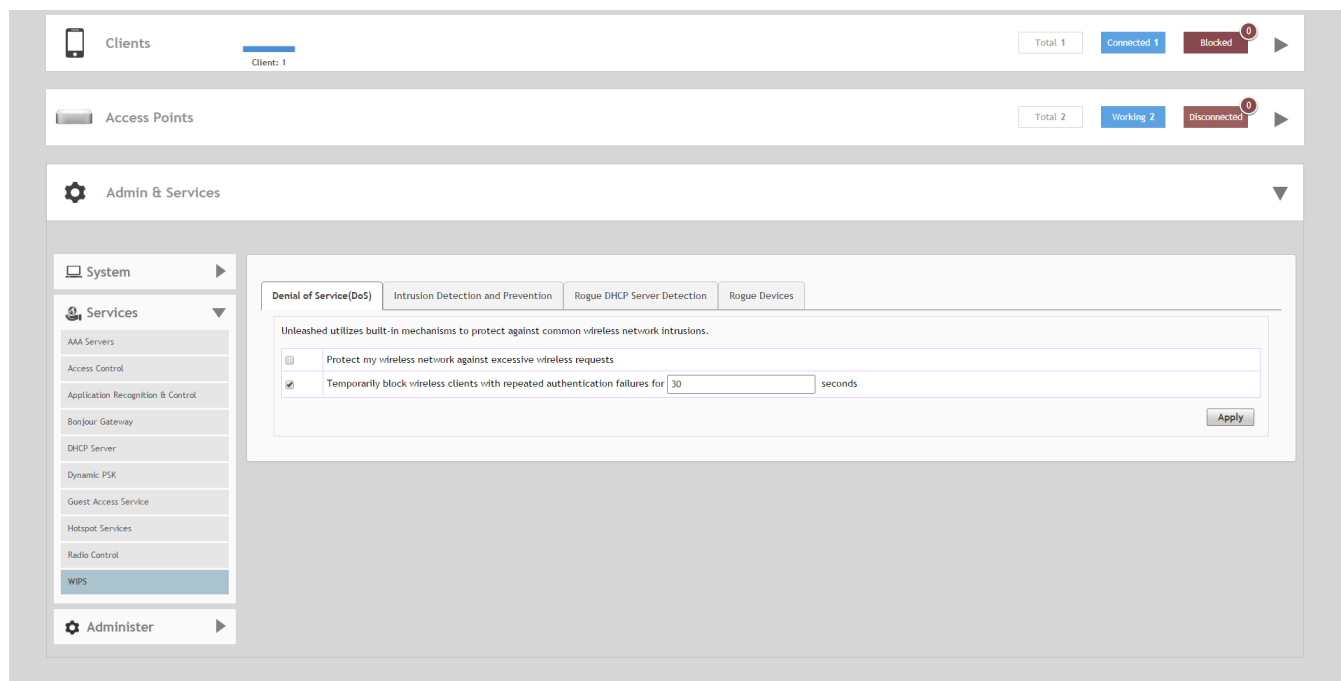 Clients
Client: 1
Total 1
Connected 1
Blocked
0
Access Points
Total 2
Working 2
Disconnected
0
Admin & Services
System
Services
AAA Servers
Access Control
Application Recognition & Control
Bonjour Gateway
DHCP Server
Dynamic PSK
Guest Access Service
Hotspot Services
Radio Control
WIPS
Administer
Denial of Service(DoS)
Intrusion Detection and Prevention
Rogue DHCP Server Detection
Rogue Devices
Unleashed utilizes built-in mechanisms to protect against common wireless network intrusions.
Protect my wireless network against excessive wireless requests
Temporarily block wireless clients with repeated authentication failures for 30 seconds
Apply